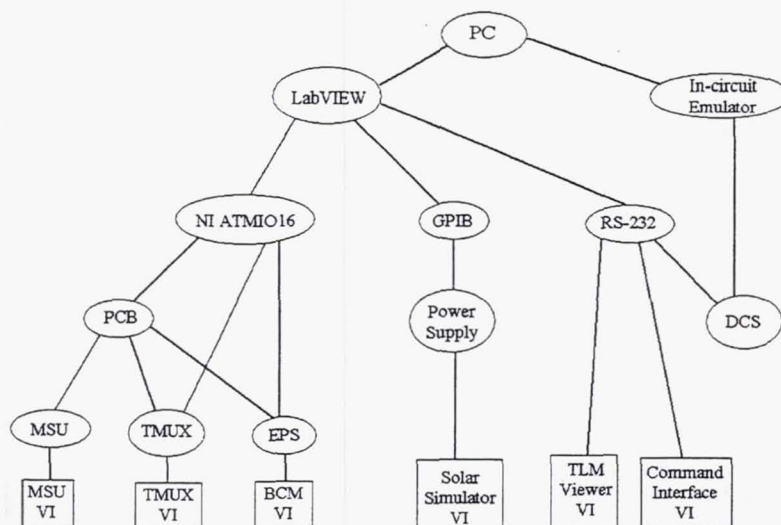 PC
LabVIEW
In-circuit
Emulator
NI ATMIO16
GPIB
RS-232
PCB
Power
Supply
DCS
MSU
TMUX
EPS
MSU
VI
TMUX
VI
BCM
VI
Solar
Simulator
VI
TLM
Viewer
VI
Command
Interface
VI